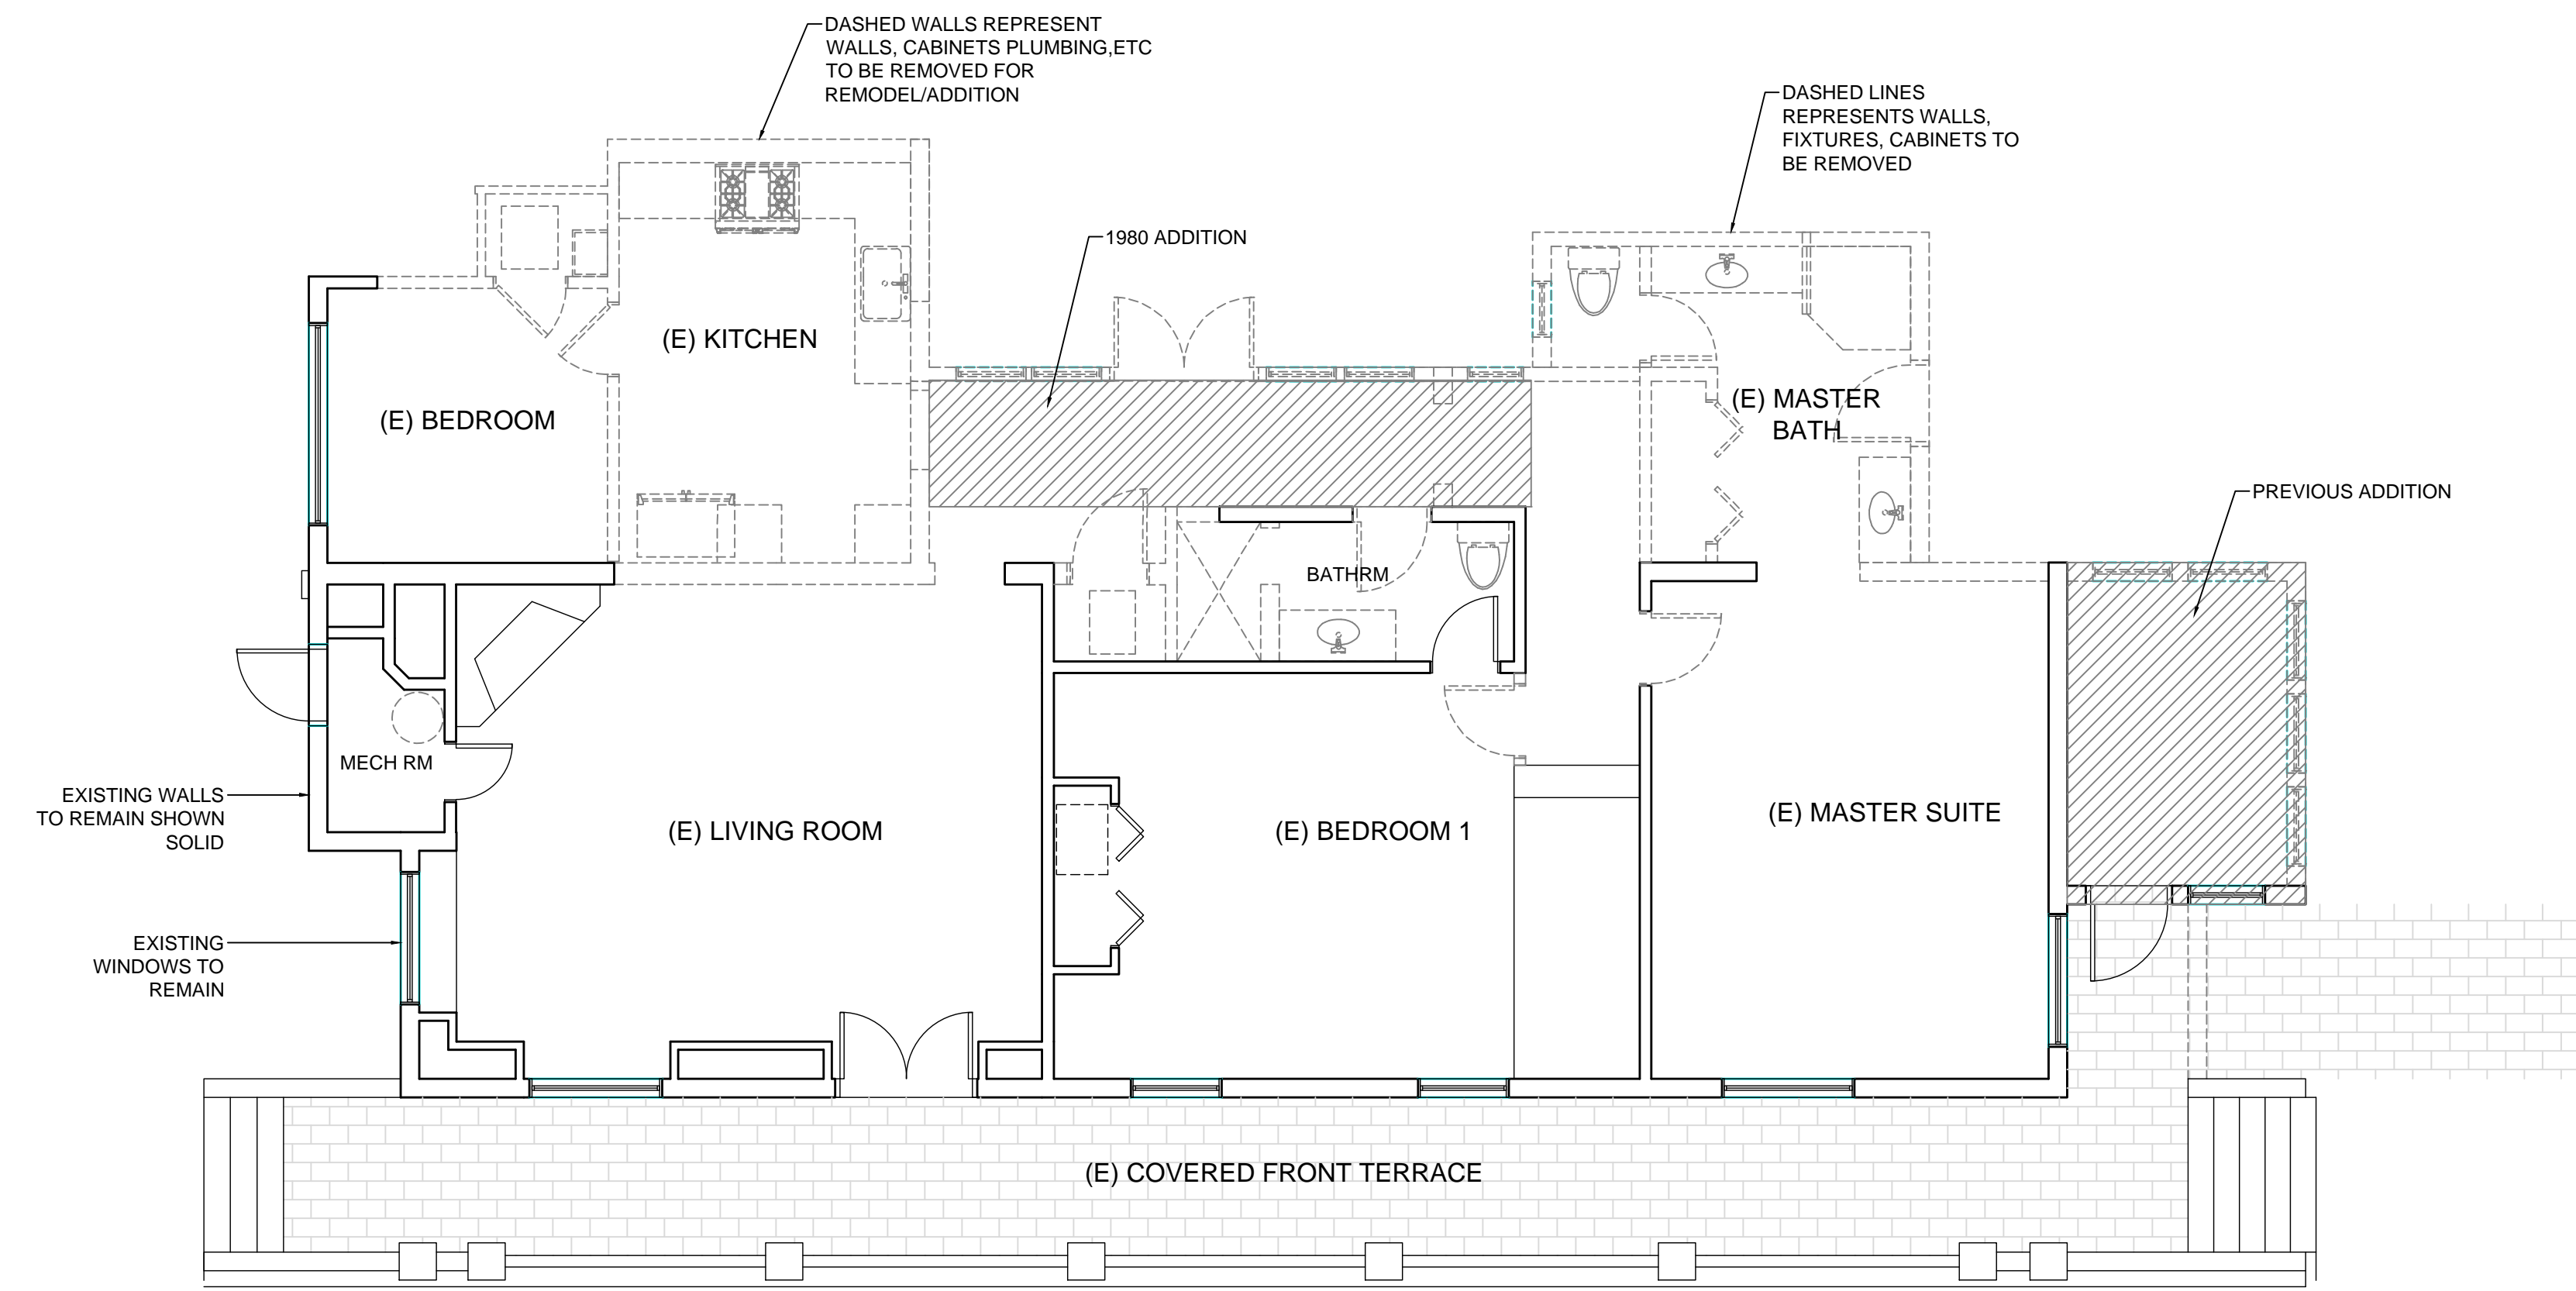 DASHED WALLS REPRESENT
WALLS, CABINETS PLUMBING,ETC
TO BE REMOVED FOR
REMODEL/ADDITION
DASHED LINES
REPRESENTS WALLS,
FIXTURES, CABINETS TO
BE REMOVED
1980 ADDITION
(E) KITCHEN
(E) BEDROOM
(E) MASTER
BATH
PREVIOUS ADDITION
BATHRM
MECH RM
EXISTING WALLS
TO REMAIN SHOWN
SOLID
(E) LIVING ROOM
(E) BEDROOM 1
(E) MASTER SUITE
EXISTING
WINDOWS TO
REMAIN
(E) COVERED FRONT TERRACE